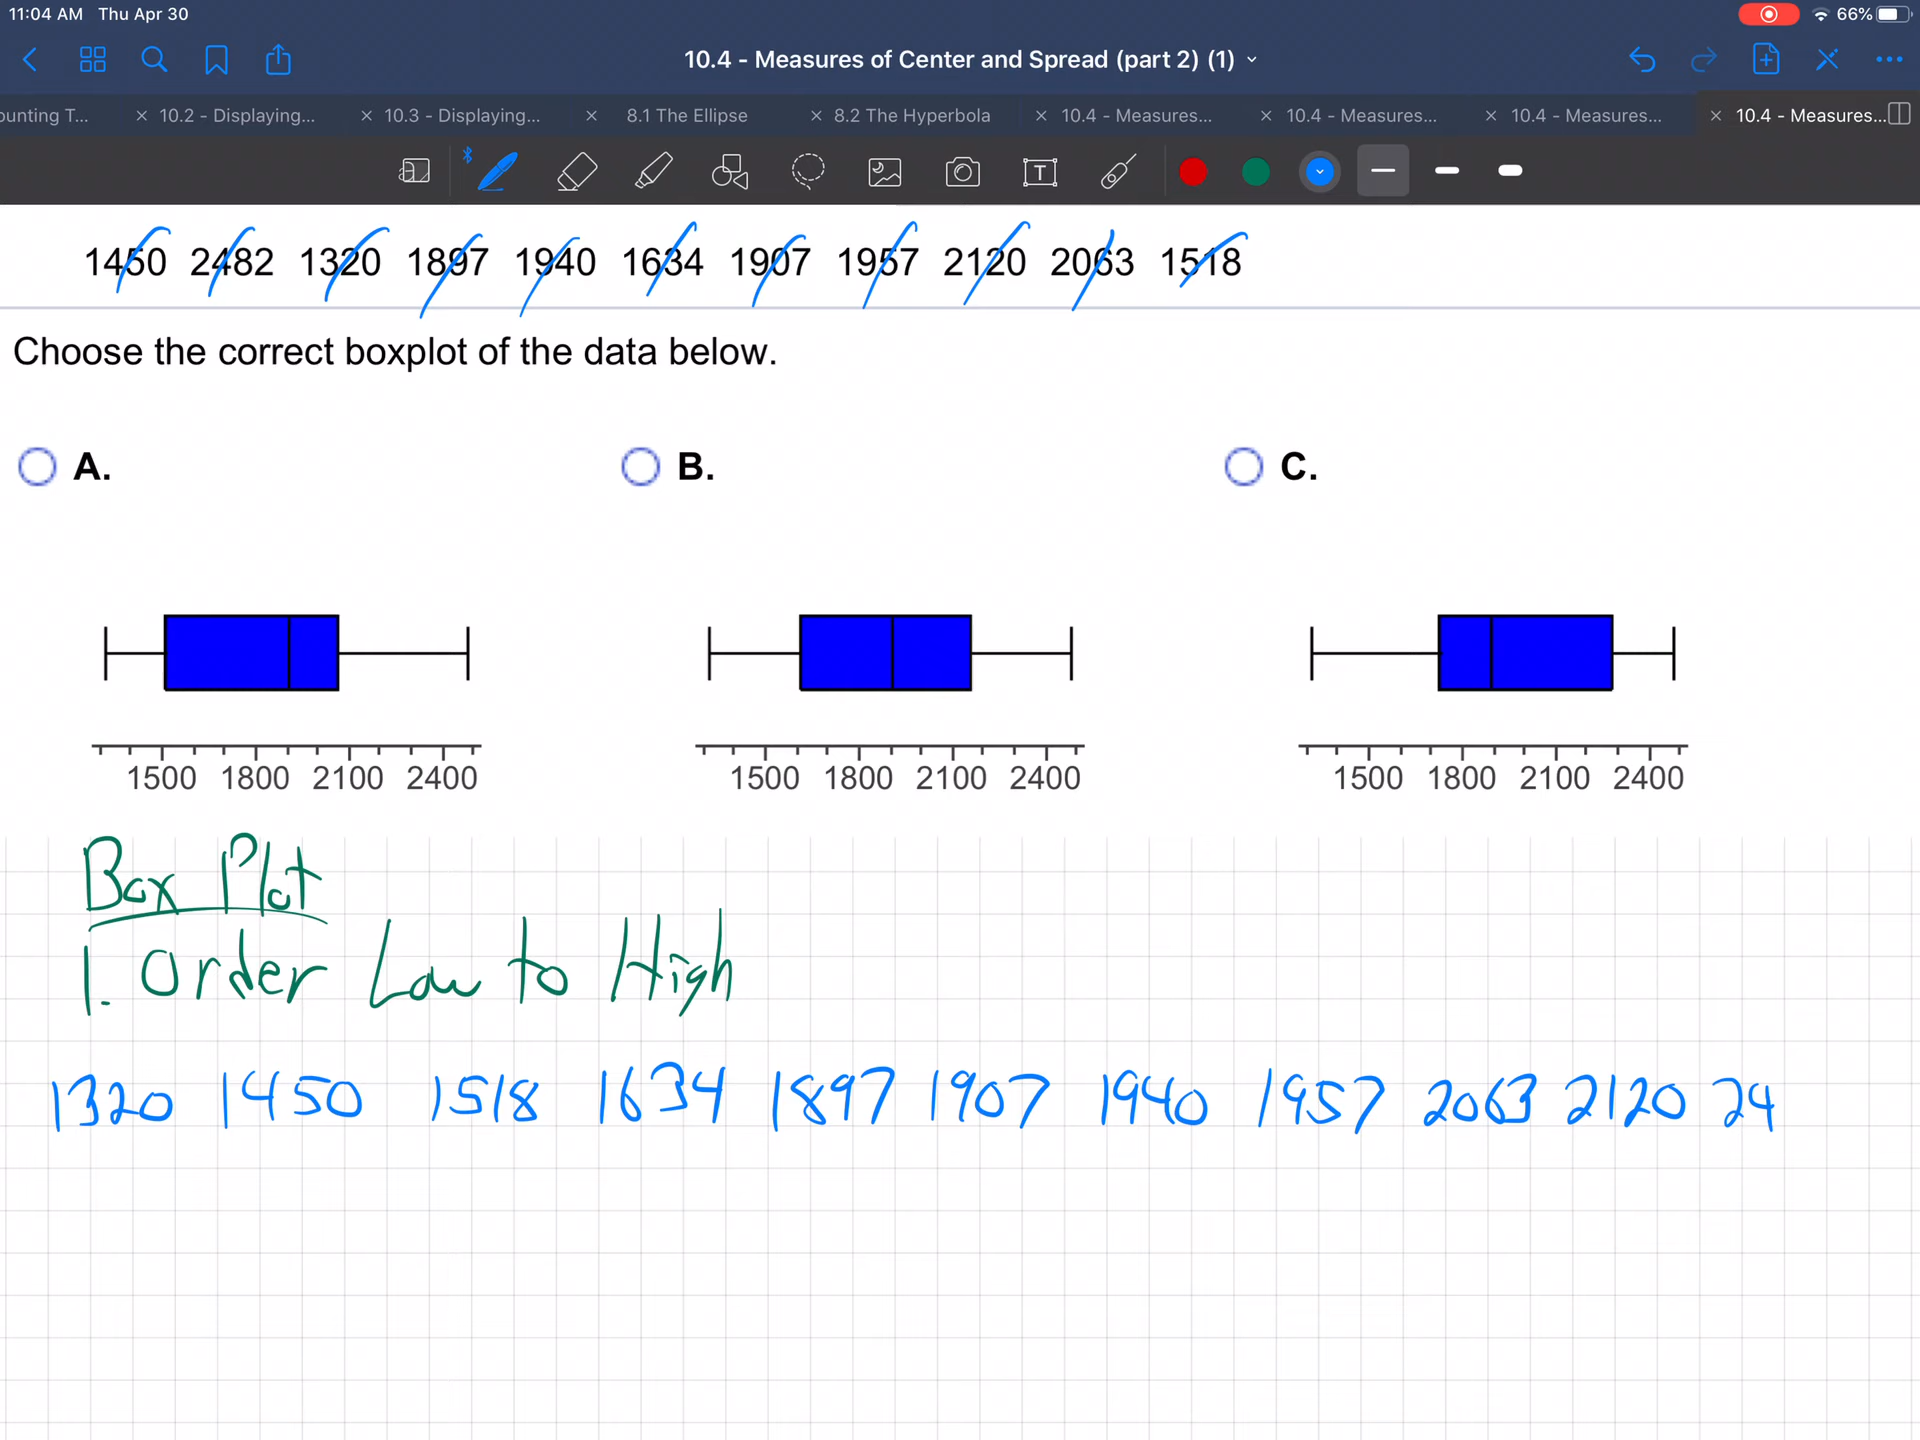 11:04 AM Thu Apr 30
66%
10.4 - Measures of Center and Spread (part 2) (1)
ounting T... × 10.2 - Displaying... × 10.3 - Displaying... × 8.1 The Ellipse × 8.2 The Hyperbola × 10.4 - Measures... × 10.4 - Measures... × 10.4 - Measures... × 10.4 - Measures...
T
1450 2482 1320 1897 1940 1634 1907 1957 2120 2063 1518
Choose the correct boxplot of the data below.
A. B. C.
1500 1800 2100 2400 1500 1800 2100 2400 1500 1800 2100 2400
Box Plot
1. Order Low to High
1320 1450 1518 1634 1897 1907 1940 1957 2063 2120 24